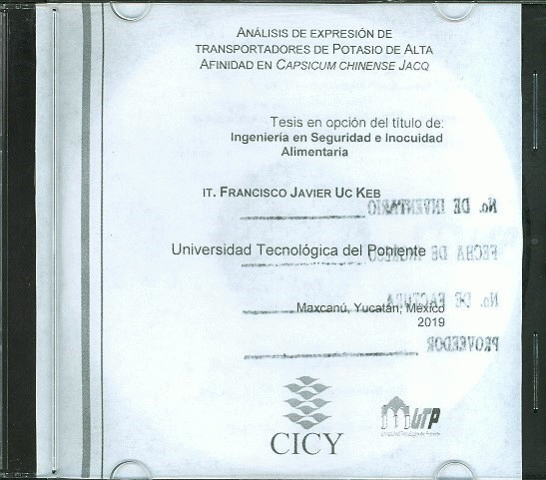 ANÁLISIS DE EXPRESIÓN DE
TRANSPORTADORES DE POTASIO DE ALTA
AFINIDAD EN CAPSICUM CHINENSE JACQ
Tesis en opción del título de:
Ingeniería en Seguridad e Inocuidad
Alimentaria
IT. FRANCISCO JAVIER UC KEB
No. DE INVENTARIO
Universidad Tecnológica del Poniente
FECHA DE INGRESO
No. DE FACTURA
Maxcanú, Yucatán, México
2019
PROVEEDOR
CICY
UTP